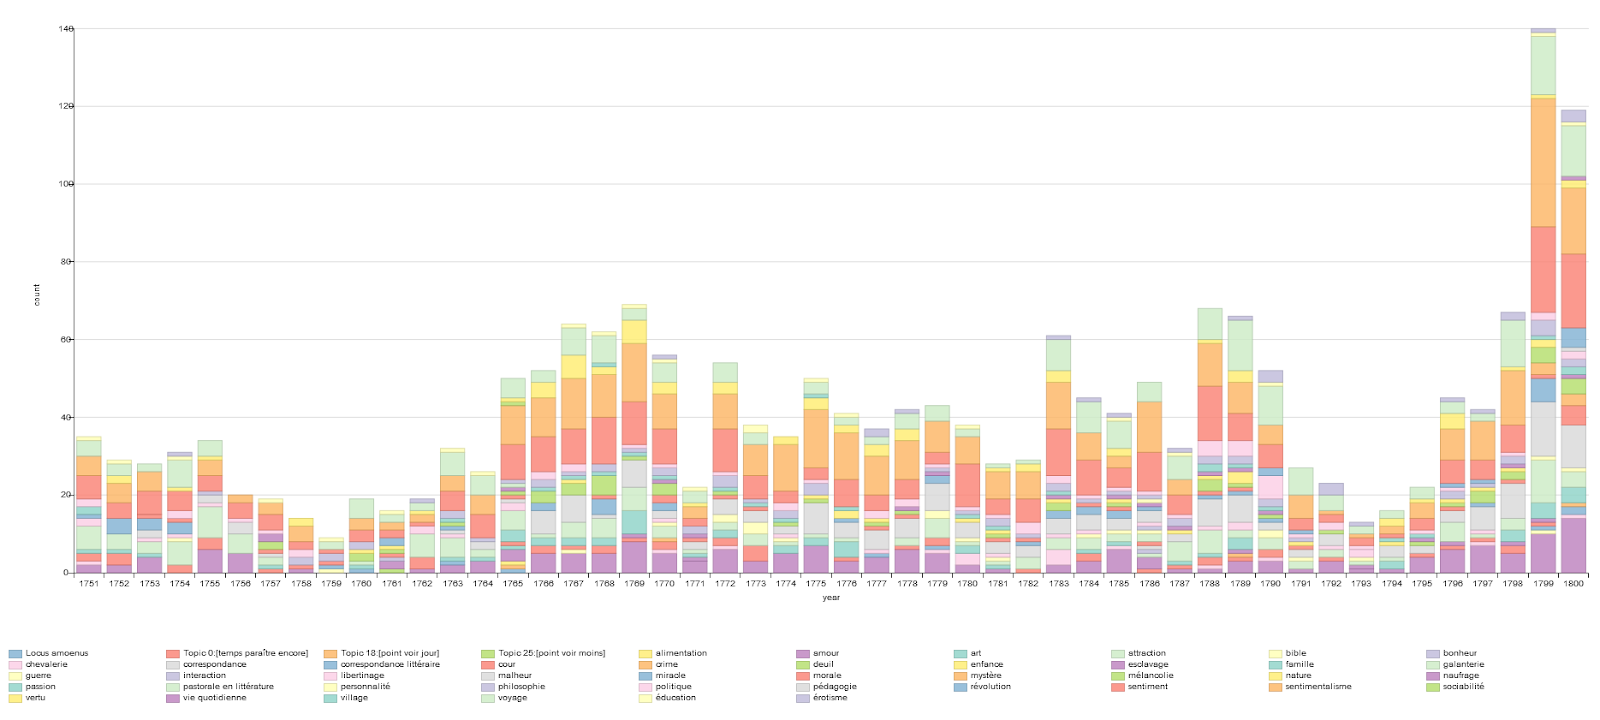 140
120
100
80
60
40
20
0
count
1751 1752 1753 1754 1755 1756 1757 1758 1759 1760 1761 1762 1763 1764 1765 1766 1767 1768 1769 1770 1771 1772 1773 1774 1775 1776 1777 1778 1779 1780 1781 1782 1783 1784 1785 1786 1787 1788 1789 1790 1791 1792 1793 1794 1795 1796 1797 1798 1799 1800
year
Locus amoenus Topic 0:[temps paraître encore] Topic 18:[point voir jour] Topic 25:[point voir moins] alimentation amour art attraction bible bonheur
chevalerie correspondance correspondance littéraire cour crime deuil enfance esclavage famille galanterie
guerre interaction libertinage malheur miracle morale mystère mélancolie nature naufrage
passion pastorale en littérature personnalité philosophie politique pédagogie révolution sentiment sentimentalisme sociabilité
vertu vie quotidienne village voyage éducation érotisme